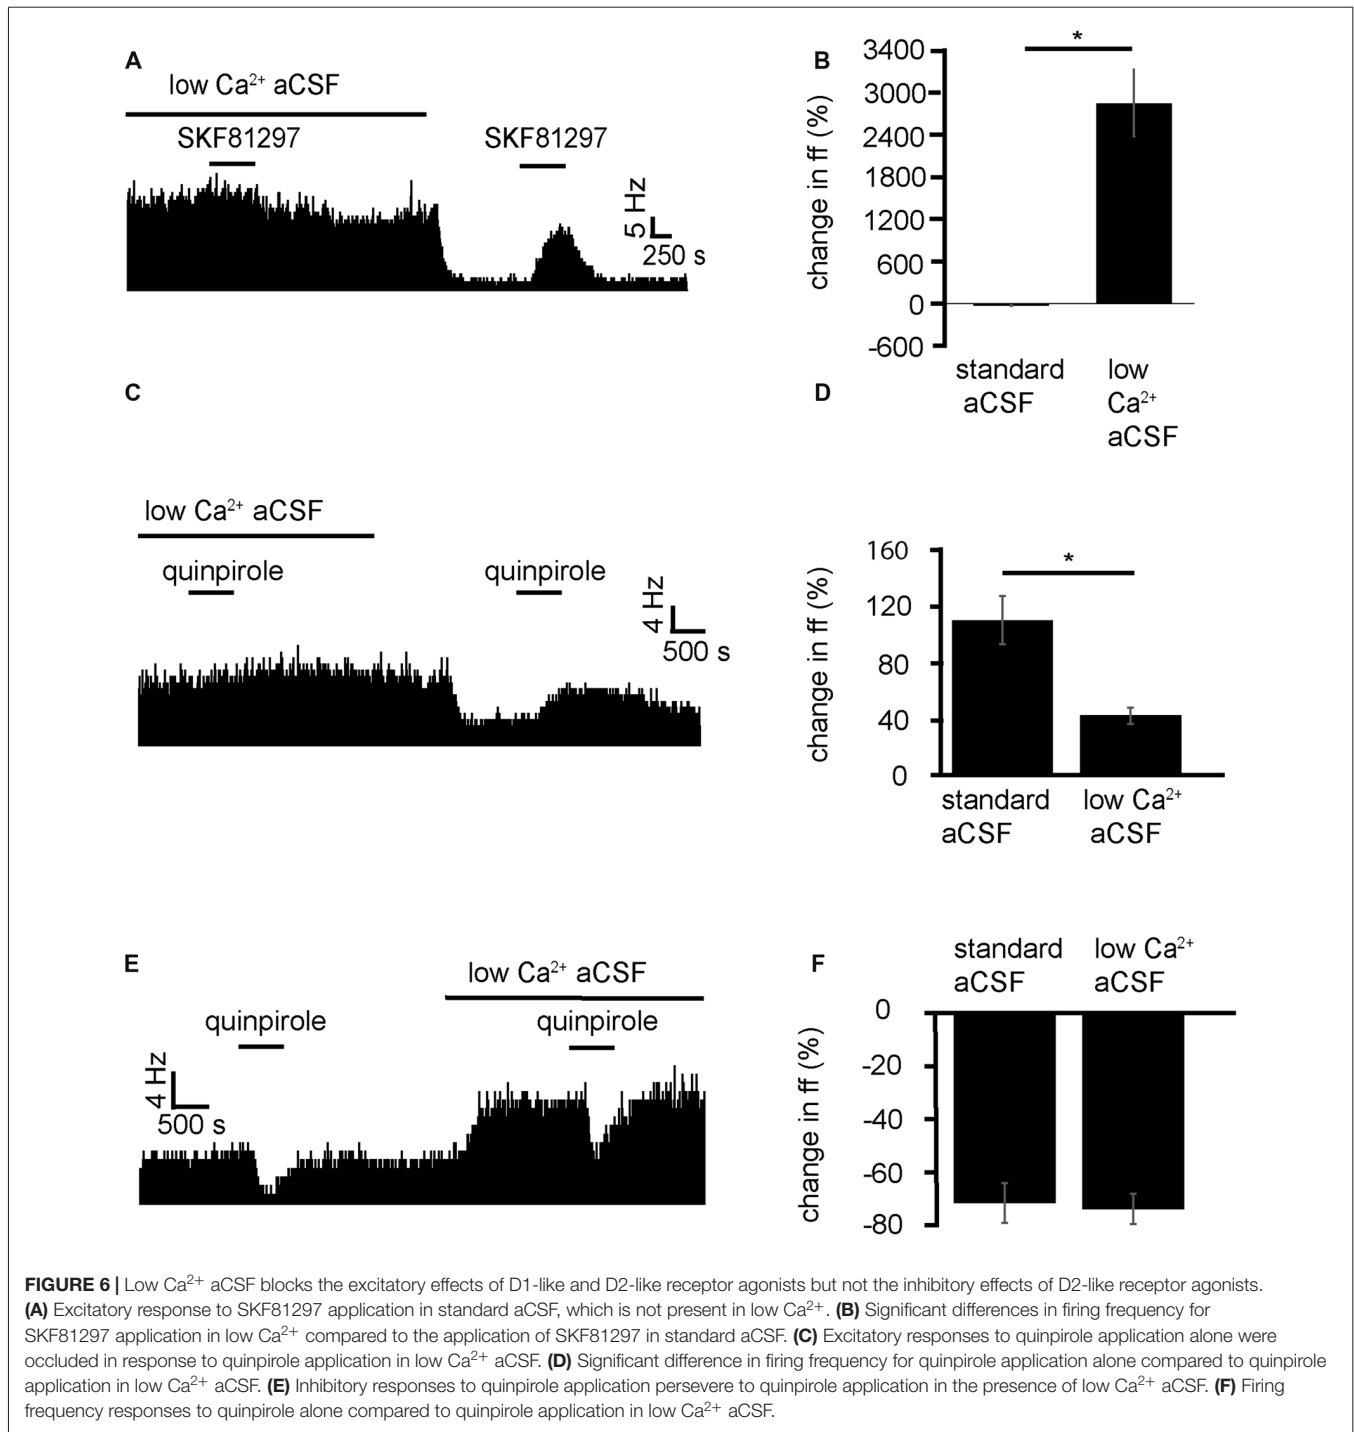 A
low Ca²⁺ aCSF
SKF81297
SKF81297
5 Hz
250 s
B
change in ff (%)
3400
3000
2400
1800
1200
600
0
-600
*
standard
aCSF
low
Ca²⁺
aCSF
C
low Ca²⁺ aCSF
quinpirole
quinpirole
4 Hz
500 s
D
change in ff (%)
160
120
80
40
0
*
standard
aCSF
low Ca²⁺
aCSF
E
low Ca²⁺ aCSF
quinpirole
quinpirole
4 Hz
500 s
F
standard
aCSF
low Ca²⁺
aCSF
change in ff (%)
0
-20
-40
-60
-80
FIGURE 6 | Low Ca²⁺ aCSF blocks the excitatory effects of D1-like and D2-like receptor agonists but not the inhibitory effects of D2-like receptor agonists.
(A) Excitatory response to SKF81297 application in standard aCSF, which is not present in low Ca²⁺. (B) Significant differences in firing frequency for
SKF81297 application in low Ca²⁺ compared to the application of SKF81297 in standard aCSF. (C) Excitatory responses to quinpirole application alone were
occluded in response to quinpirole application in low Ca²⁺ aCSF. (D) Significant difference in firing frequency for quinpirole application alone compared to quinpirole
application in low Ca²⁺ aCSF. (E) Inhibitory responses to quinpirole application persevere to quinpirole application in the presence of low Ca²⁺ aCSF. (F) Firing
frequency responses to quinpirole alone compared to quinpirole application in low Ca²⁺ aCSF.